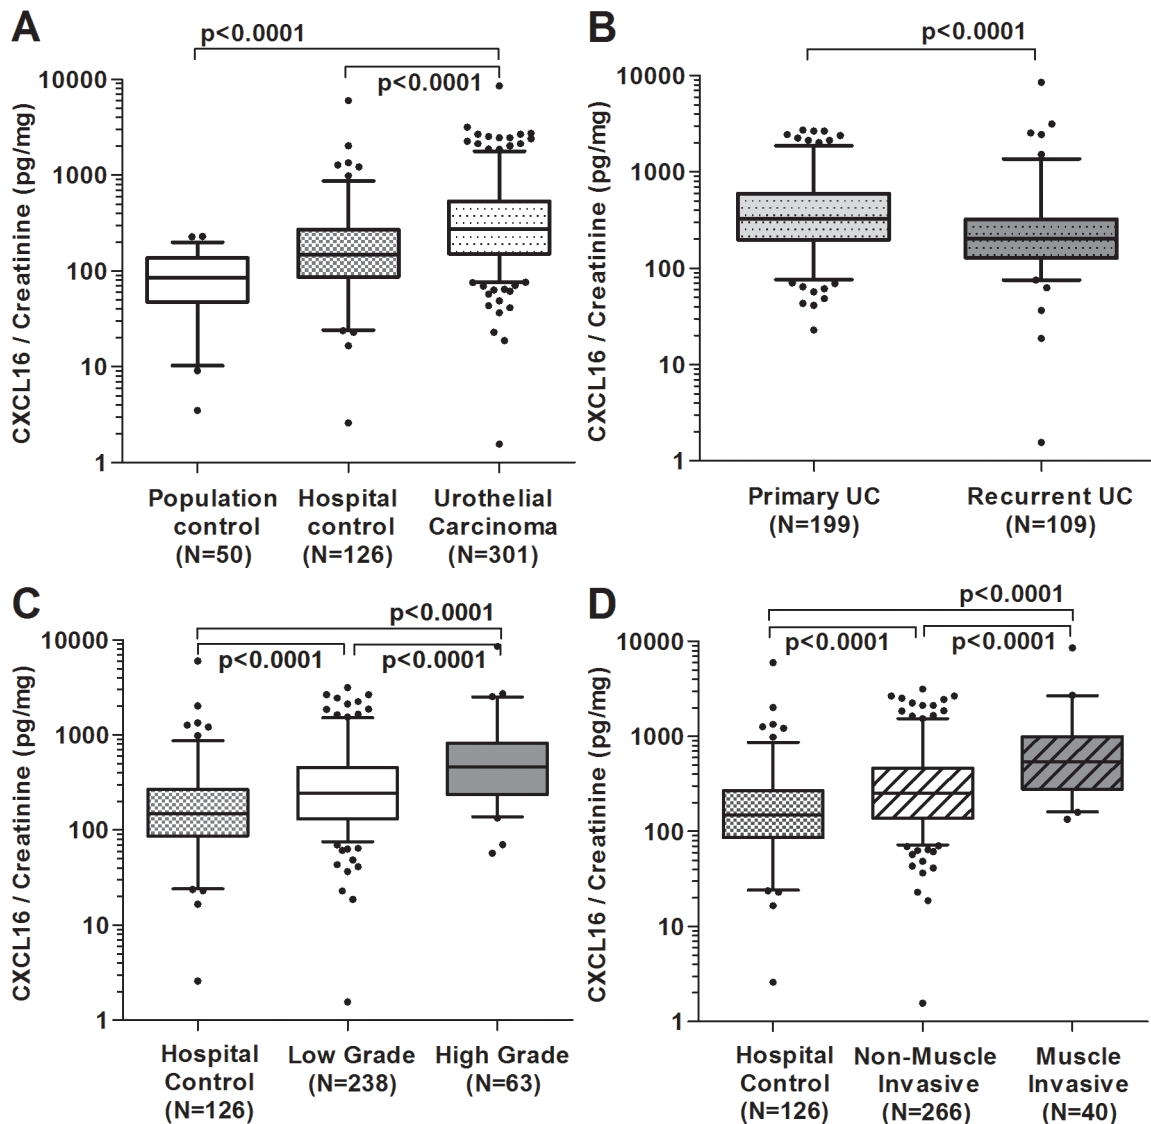 A
p<0.0001
p<0.0001
CXCL16 / Creatinine (pg/mg)
10000
1000
100
10
1
Population
control
(N=50)
Hospital
control
(N=126)
Urothelial
Carcinoma
(N=301)
B
p<0.0001
CXCL16 / Creatinine (pg/mg)
10000
1000
100
10
1
Primary UC
(N=199)
Recurrent UC
(N=109)
C
p<0.0001
p<0.0001
p<0.0001
CXCL16 / Creatinine (pg/mg)
10000
1000
100
10
1
Hospital
Control
(N=126)
Low Grade
(N=238)
High Grade
(N=63)
D
p<0.0001
p<0.0001
p<0.0001
CXCL16 / Creatinine (pg/mg)
10000
1000
100
10
1
Hospital
Control
(N=126)
Non-Muscle
Invasive
(N=266)
Muscle
Invasive
(N=40)